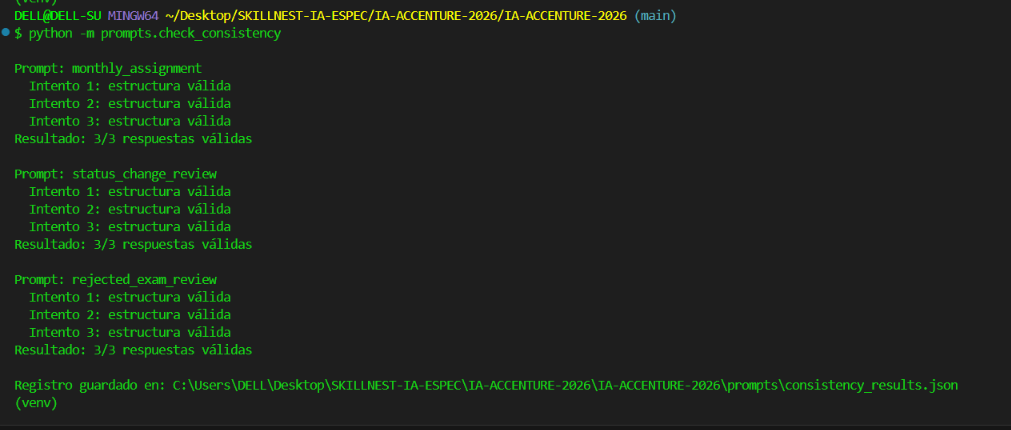 (venv)
DELL@DELL-SU MINGW64 ~/Desktop/SKILLNEST-IA-ESPEC/IA-ACCENTURE-2026/IA-ACCENTURE-2026 (main)
$ python -m prompts.check_consistency
Prompt: monthly_assignment
Intento 1: estructura válida
Intento 2: estructura válida
Intento 3: estructura válida
Resultado: 3/3 respuestas válidas
Prompt: status_change_review
Intento 1: estructura válida
Intento 2: estructura válida
Intento 3: estructura válida
Resultado: 3/3 respuestas válidas
Prompt: rejected_exam_review
Intento 1: estructura válida
Intento 2: estructura válida
Intento 3: estructura válida
Resultado: 3/3 respuestas válidas
Registro guardado en: C:\Users\DELL\Desktop\SKILLNEST-IA-ESPEC\IA-ACCENTURE-2026\IA-ACCENTURE-2026\prompts\consistency_results.json
(venv)